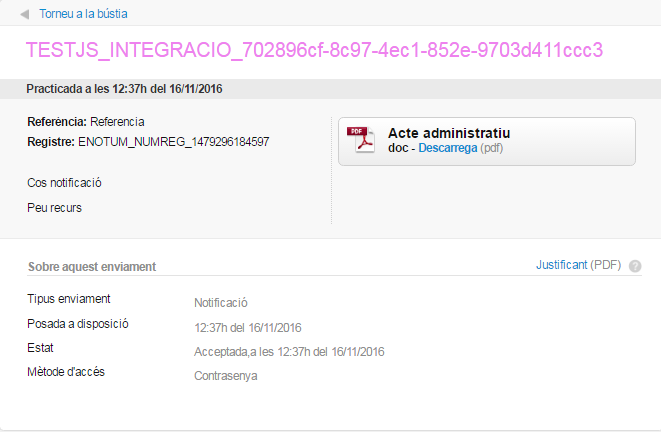 Torneu a la bústia
TESTJS_INTEGRACIO_702896cf-8c97-4ec1-852e-9703d411ccc3
Practicada a les 12:37h del 16/11/2016
Referència: Referencia
Registre: ENOTUM_NUMREG_1479296184597
Cos notificació
Peu recurs
PDF
Acte administratiu
doc - Descarrega (pdf)
Sobre aquest enviament
Justificant (PDF) ?
Tipus enviament Notificació
Posada a disposició 12:37h del 16/11/2016
Estat Acceptada,a les 12:37h del 16/11/2016
Mètode d'accés Contrasenya